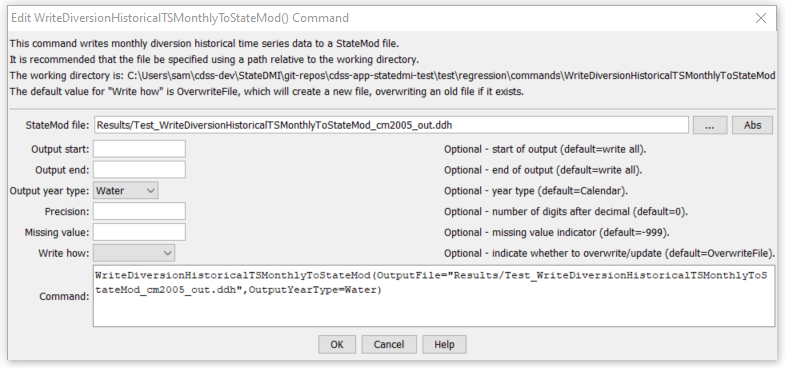 Edit WriteDiversionHistoricalTSMonthlyToStateMod() Command
This command writes monthly diversion historical time series data to a StateMod file.
It is recommended that the file be specified using a path relative to the working directory.
The working directory is: C:\Users\sam\cdss-dev\StateDMI\git-repos\cdss-app-statedmi-test\test\regression\commands\WriteDiversionHistoricalTSMonthlyToStateMod
The default value for "Write how" is OverwriteFile, which will create a new file, overwriting an old file if it exists.
StateMod file: Results/Test_WriteDiversionHistoricalTSMonthlyToStateMod_cm2005_out.ddh ... Abs
Output start: Optional - start of output (default=write all).
Output end: Optional - end of output (default=write all).
Output year type: Water Optional - year type (default=Calendar).
Precision: Optional - number of digits after decimal (default=0).
Missing value: Optional - missing value indicator (default=-999).
Write how: Optional - indicate whether to overwrite/update (default=OverwriteFile).
WriteDiversionHistoricalTSMonthlyToStateMod(OutputFile="Results/Test_WriteDiversionHistoricalTSMonthlyToS
Command: tateMod_cm2005_out.ddh",OutputYearType=Water)
OK Cancel Help